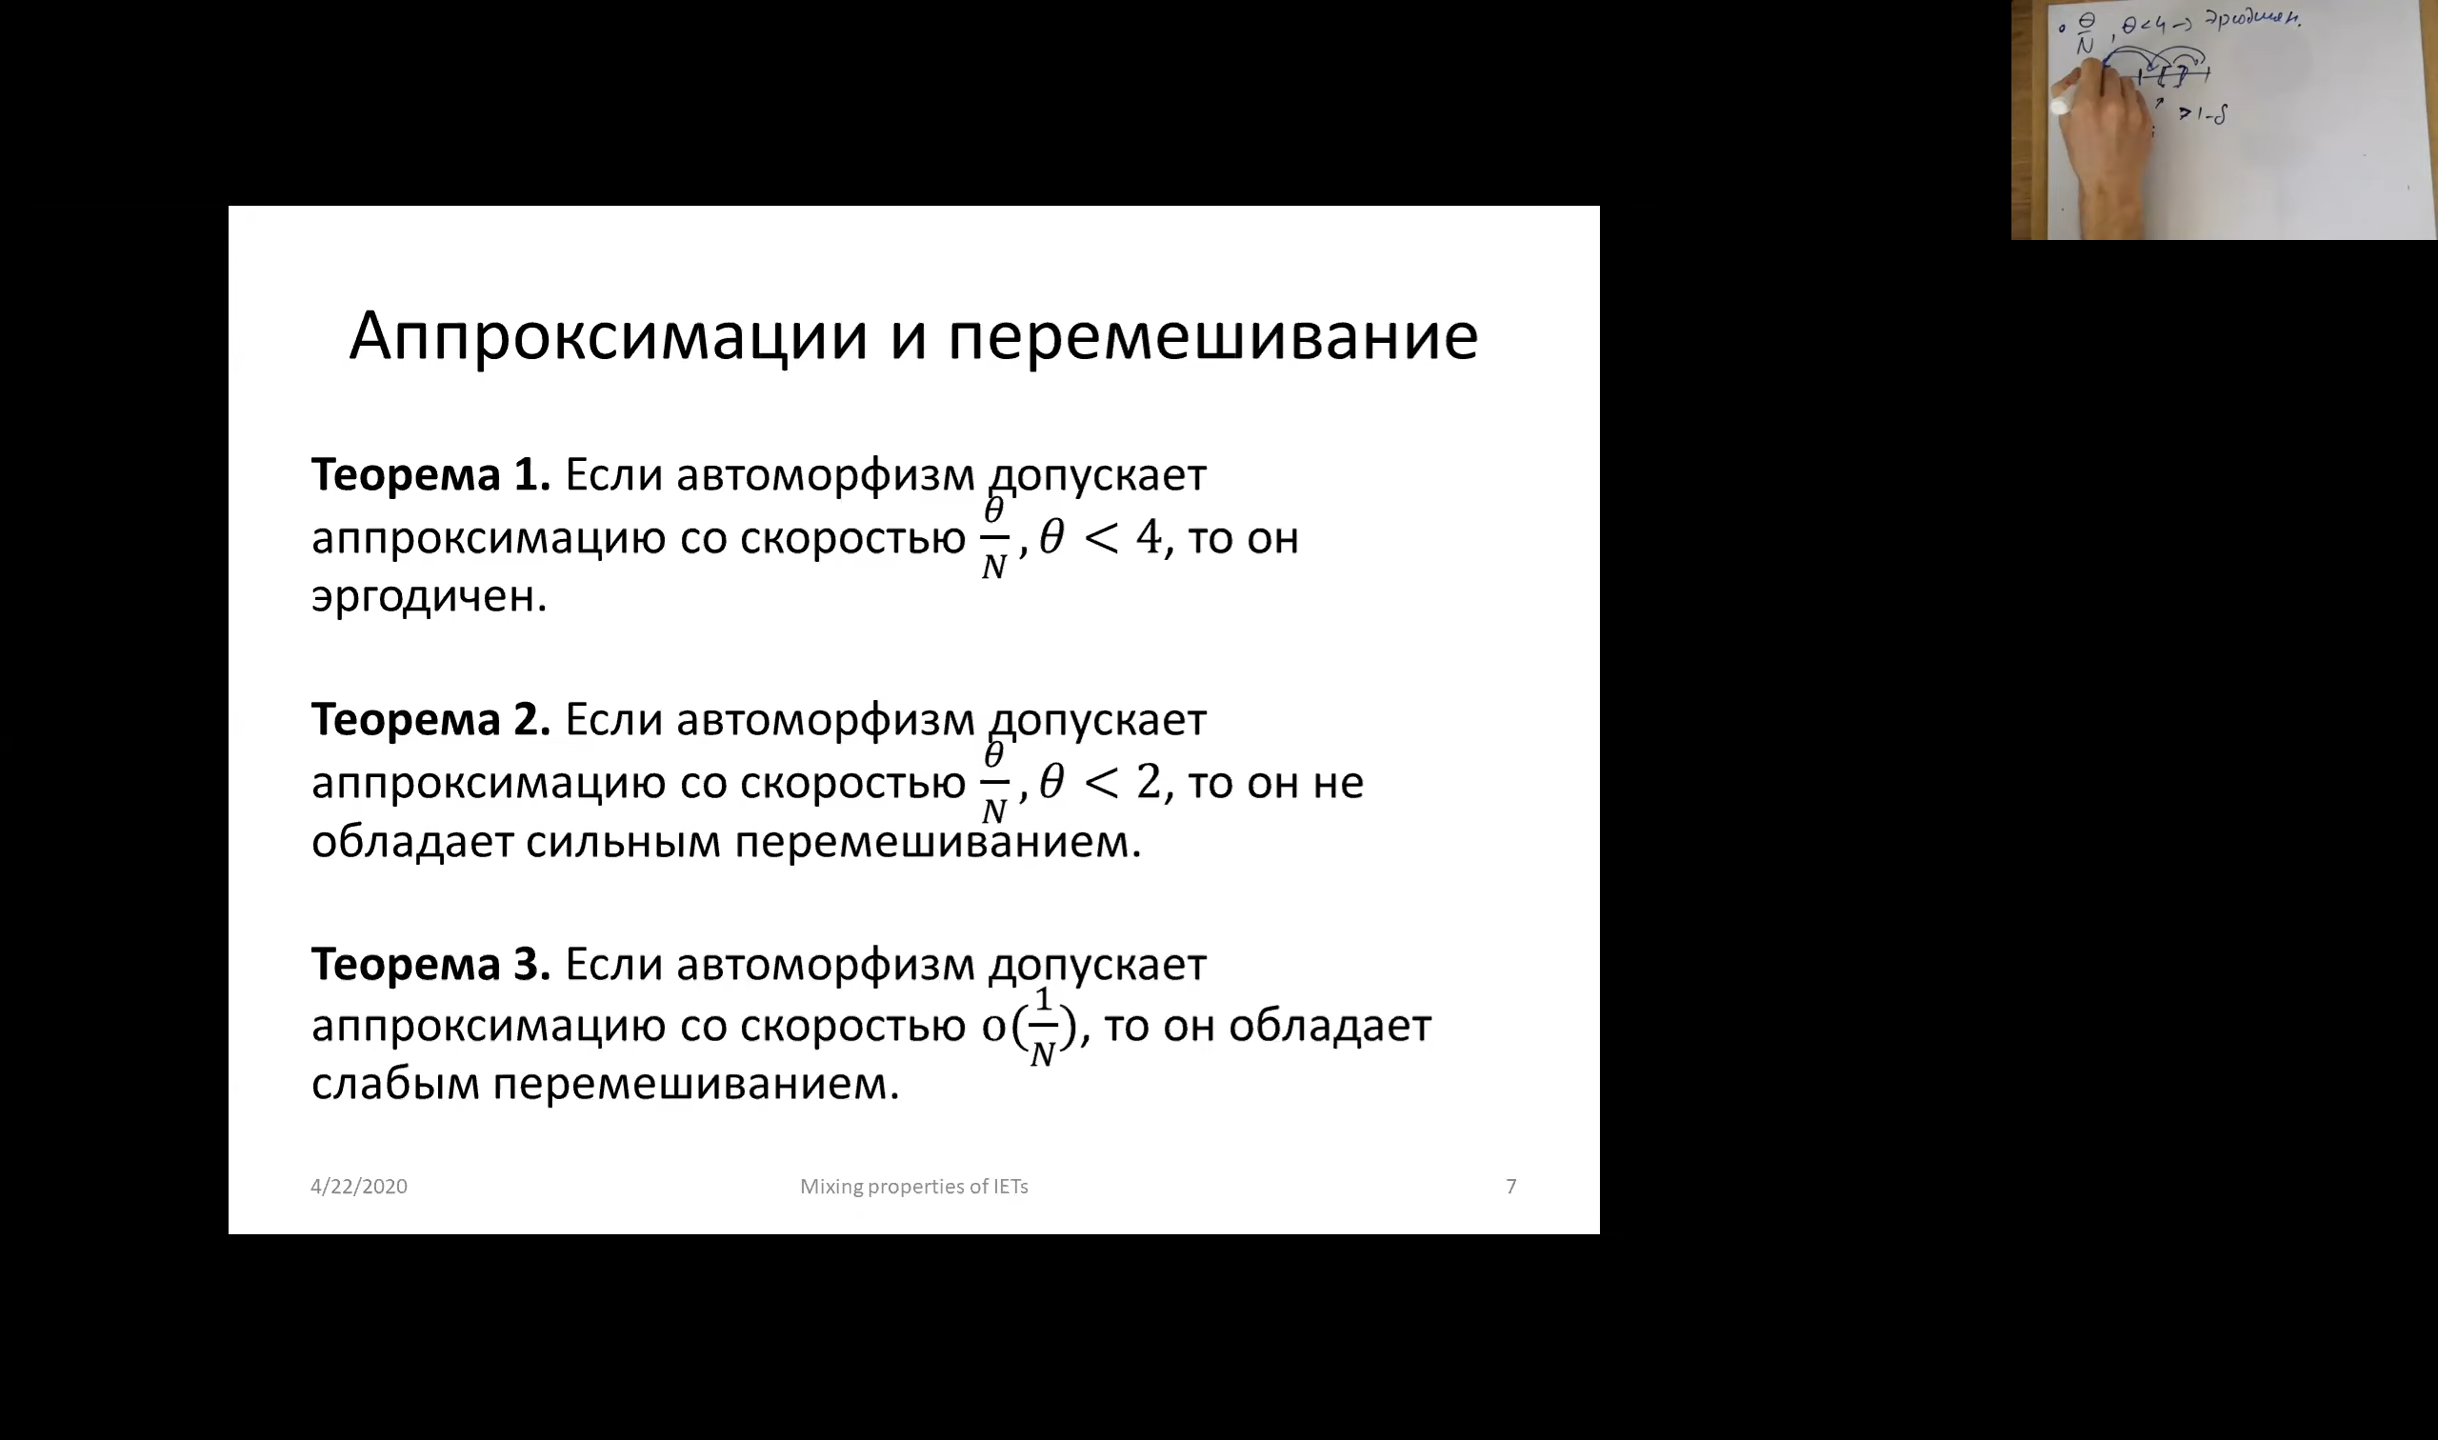 Аппроксимации и перемешивание
Теорема 1. Если автоморфизм допускает
аппроксимацию со скоростью θ/N, θ < 4, то он
эргодичен.
Теорема 2. Если автоморфизм допускает
аппроксимацию со скоростью θ/N, θ < 2, то он не
обладает сильным перемешиванием.
Теорема 3. Если автоморфизм допускает
аппроксимацию со скоростью o(1/N), то он обладает
слабым перемешиванием.
4/22/2020
Mixing properties of IETs
7
θ/N, θ<4 → эргодичен.
>1-δ